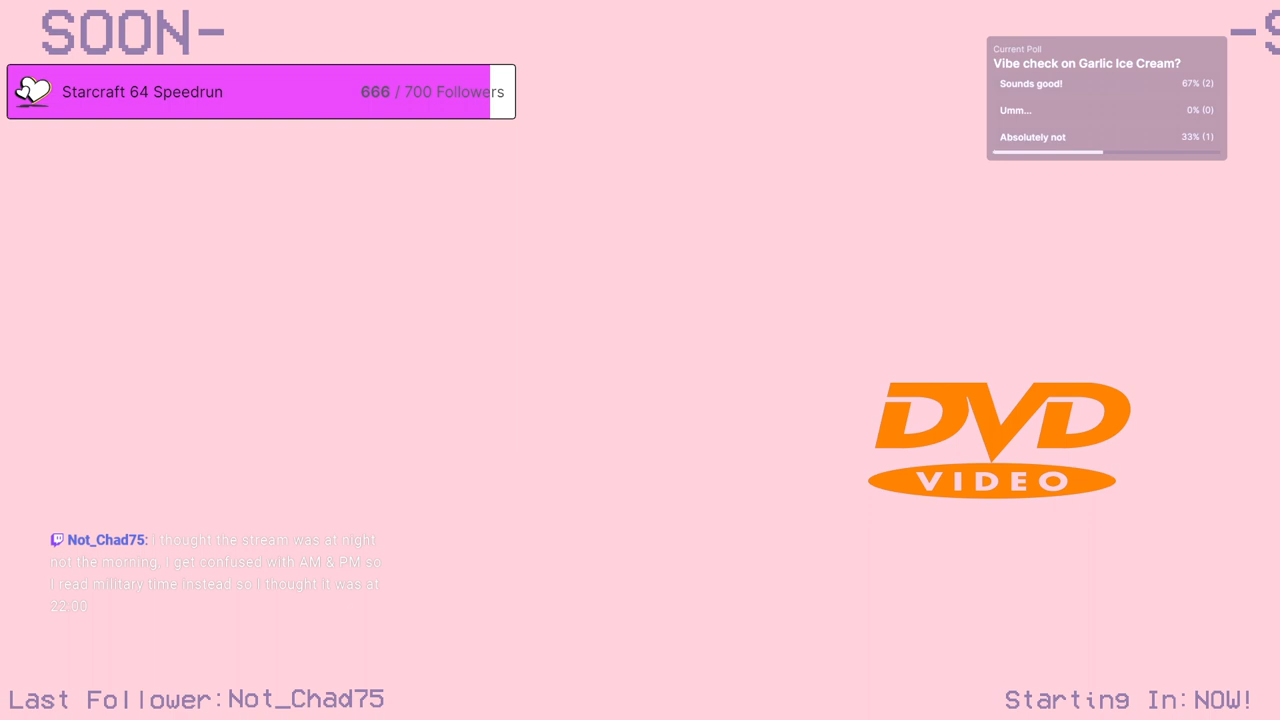 SOON-
-S
Starcraft 64 Speedrun
666 / 700 Followers
Current Poll
Vibe check on Garlic Ice Cream?
Sounds good! 67% (2)
Umm... 0% (0)
Absolutely not 33% (1)
DVD
VIDEO
Not_Chad75: I thought the stream was at night
not the morning, I get confused with AM & PM so
I read military time instead so I thought it was at
22:00
Last Follower: Not_Chad75
Starting In: NOW!